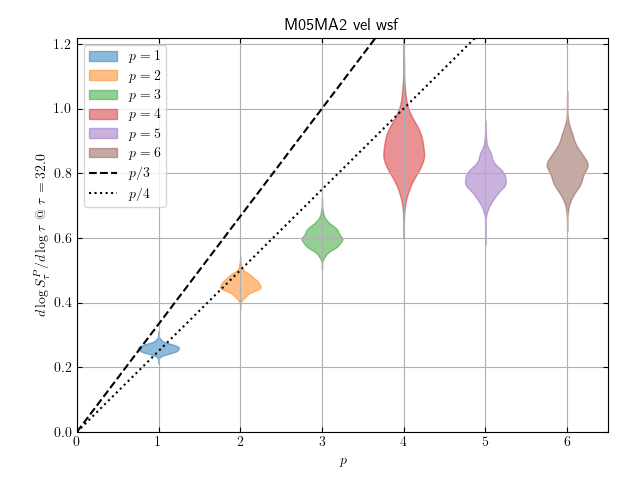 M05MA2 vel wsf
1.2
1.0
0.8
0.6
0.4
0.2
0.0
d log S_τ^P / d log τ @ τ = 32.0
p = 1
p = 2
p = 3
p = 4
p = 5
p = 6
p/3
p/4
0 1 2 3 4 5 6
p